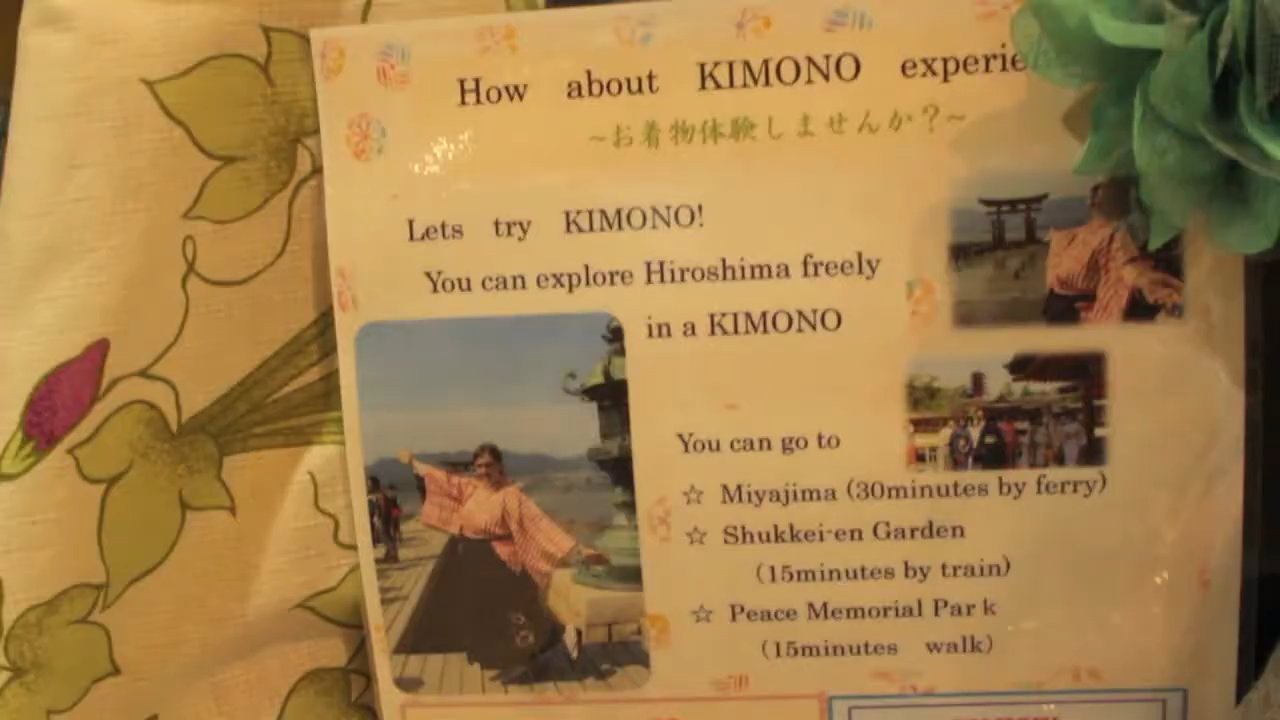 How about KIMONO experie
~お着物体験しませんか？~
Lets try KIMONO!
You can explore Hiroshima freely
in a KIMONO
You can go to
☆ Miyajima (30minutes by ferry)
☆ Shukkei-en Garden
(15minutes by train)
☆ Peace Memorial Par k
(15minutes walk)